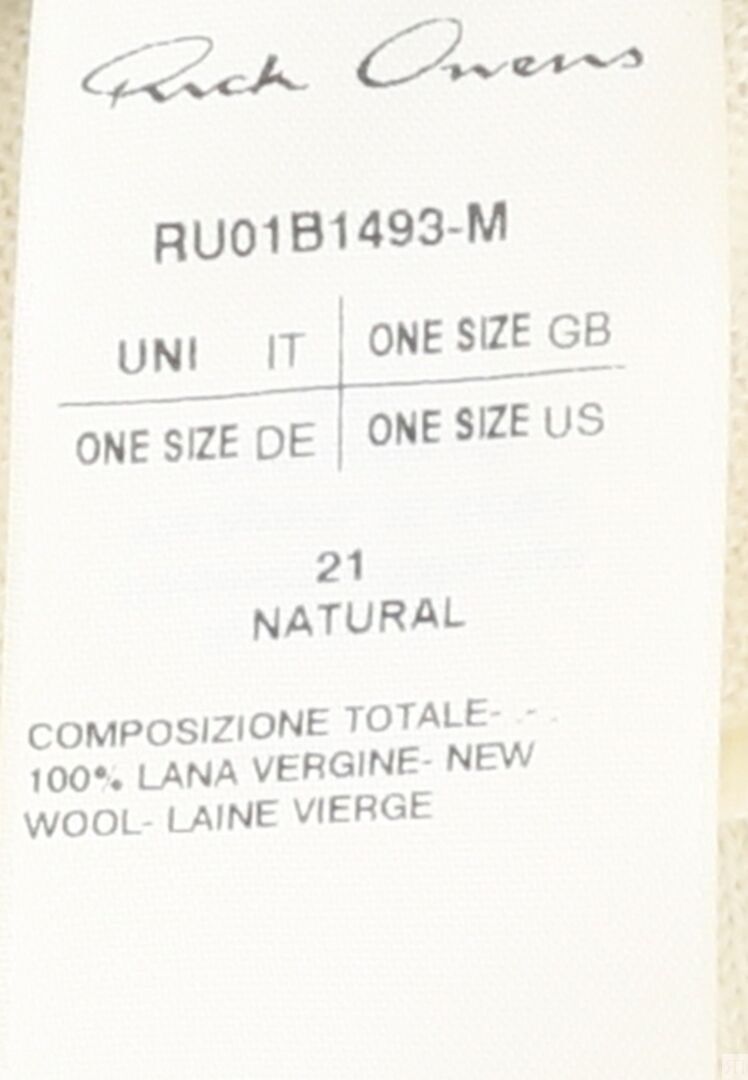 Rick Owens
RU01B1493-M
UNI IT ONE SIZE GB
ONE SIZE DE ONE SIZE US
21
NATURAL
COMPOSIZIONE TOTALE- - -
100% LANA VERGINE- NEW
WOOL- LAINE VIERGE